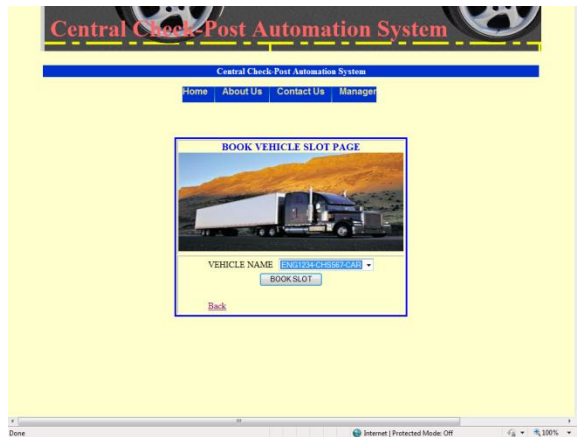 Central Check-Post Automation System
Central Check-Post Automation System
Home About Us Contact Us Manager
BOOK VEHICLE SLOT PAGE
VEHICLE NAME ENG1234-CHS567-CAR
BOOK SLOT
Back
Done Internet | Protected Mode: Off 100%